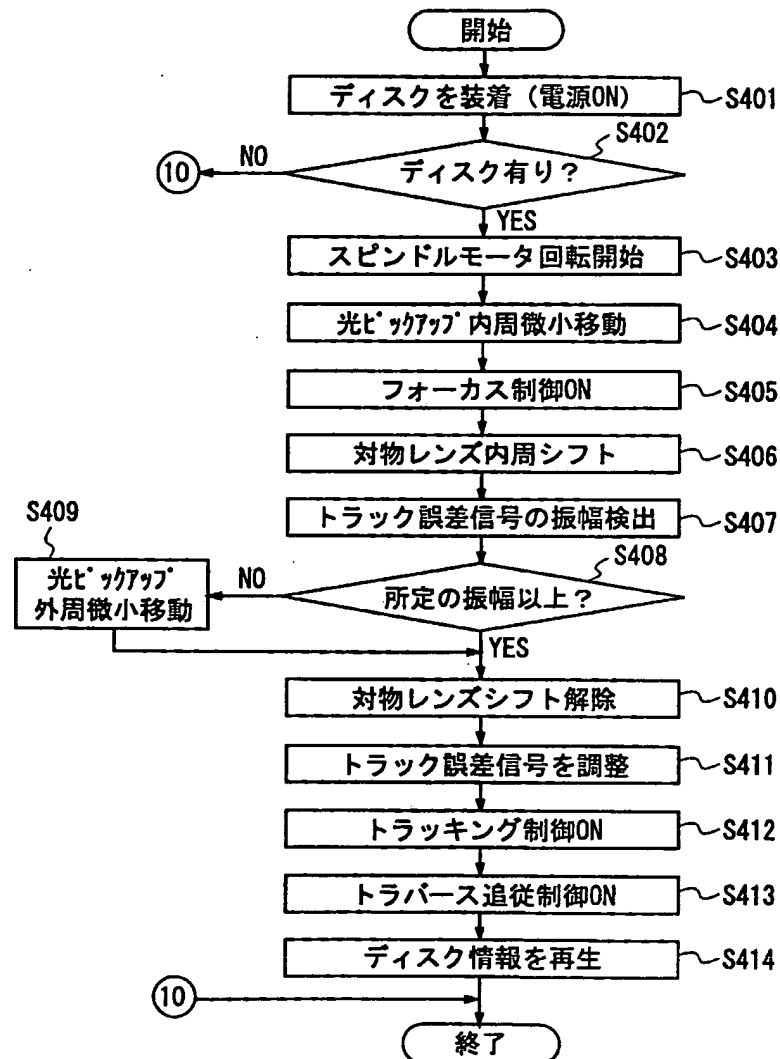 開始
ディスクを装着（電源ON）
S401
S402
ディスク有り？
NO
10
YES
スピンドルモータ回転開始
S403
光ﾋﾟｯｸｱｯﾌﾟ内周微小移動
S404
フォーカス制御ON
S405
対物レンズ内周シフト
S406
トラック誤差信号の振幅検出
S407
S408
所定の振幅以上？
NO
S409
光ﾋﾟｯｸｱｯﾌﾟ
外周微小移動
YES
対物レンズシフト解除
S410
トラック誤差信号を調整
S411
トラッキング制御ON
S412
トラバース追従制御ON
S413
ディスク情報を再生
S414
10
終了